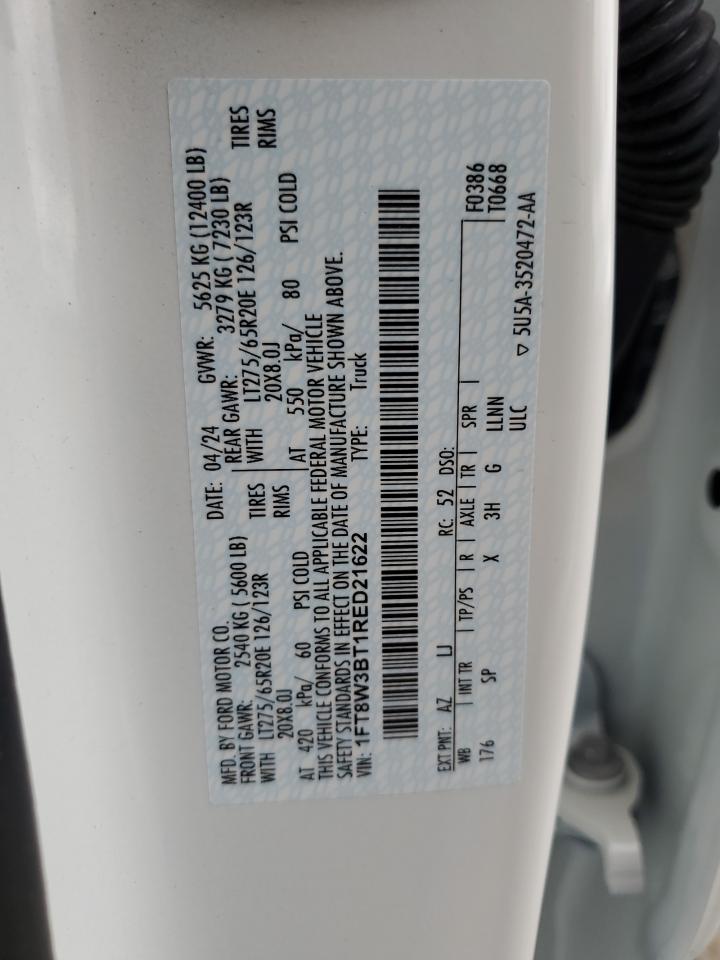 MFD. BY FORD MOTOR CO.
DATE: 04/24 GVWR: 5625 KG (12400 LB)
FRONT GAWR: 2540 KG ( 5600 LB)
REAR GAWR: 3279 KG ( 7230 LB)
WITH LT275/65R20E 126/123R TIRES
WITH LT275/65R20E 126/123R TIRES
20X8.0J RIMS
20X8.0J RIMS
AT 420 kPa/ 60 PSI COLD
AT 550 kPa/ 80 PSI COLD
THIS VEHICLE CONFORMS TO ALL APPLICABLE FEDERAL MOTOR VEHICLE
SAFETY STANDARDS IN EFFECT ON THE DATE OF MANUFACTURE SHOWN ABOVE.
VIN: 1FT8W3BT1RED21622 TYPE: Truck
EXT PNT: AZ LJ RC: 52 DSO: F0386
WB INT TR TP/PS R AXLE TR SPR T0668
176 SP X 3H G LLNN
ULC ▽ 5U5A-3520472-AA